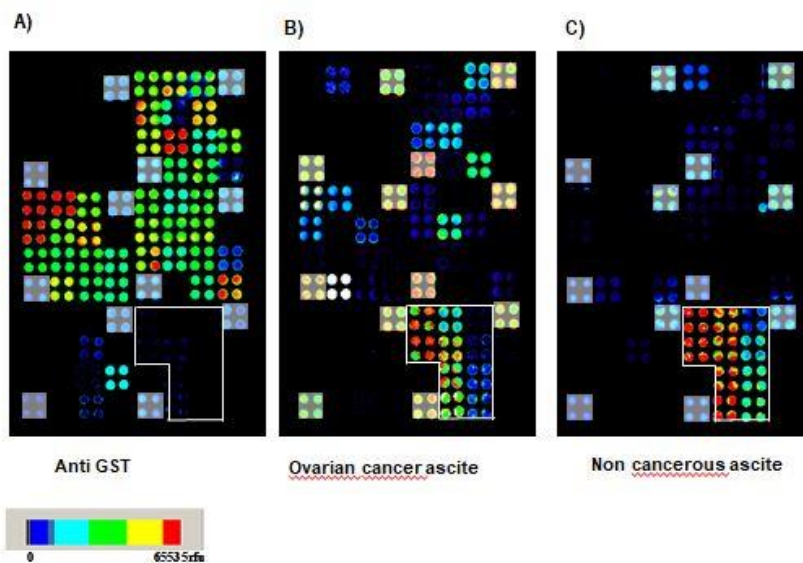 A)
B)
C)
Anti GST
Ovarian cancer ascite
Non cancerous ascite
0 65535rfu